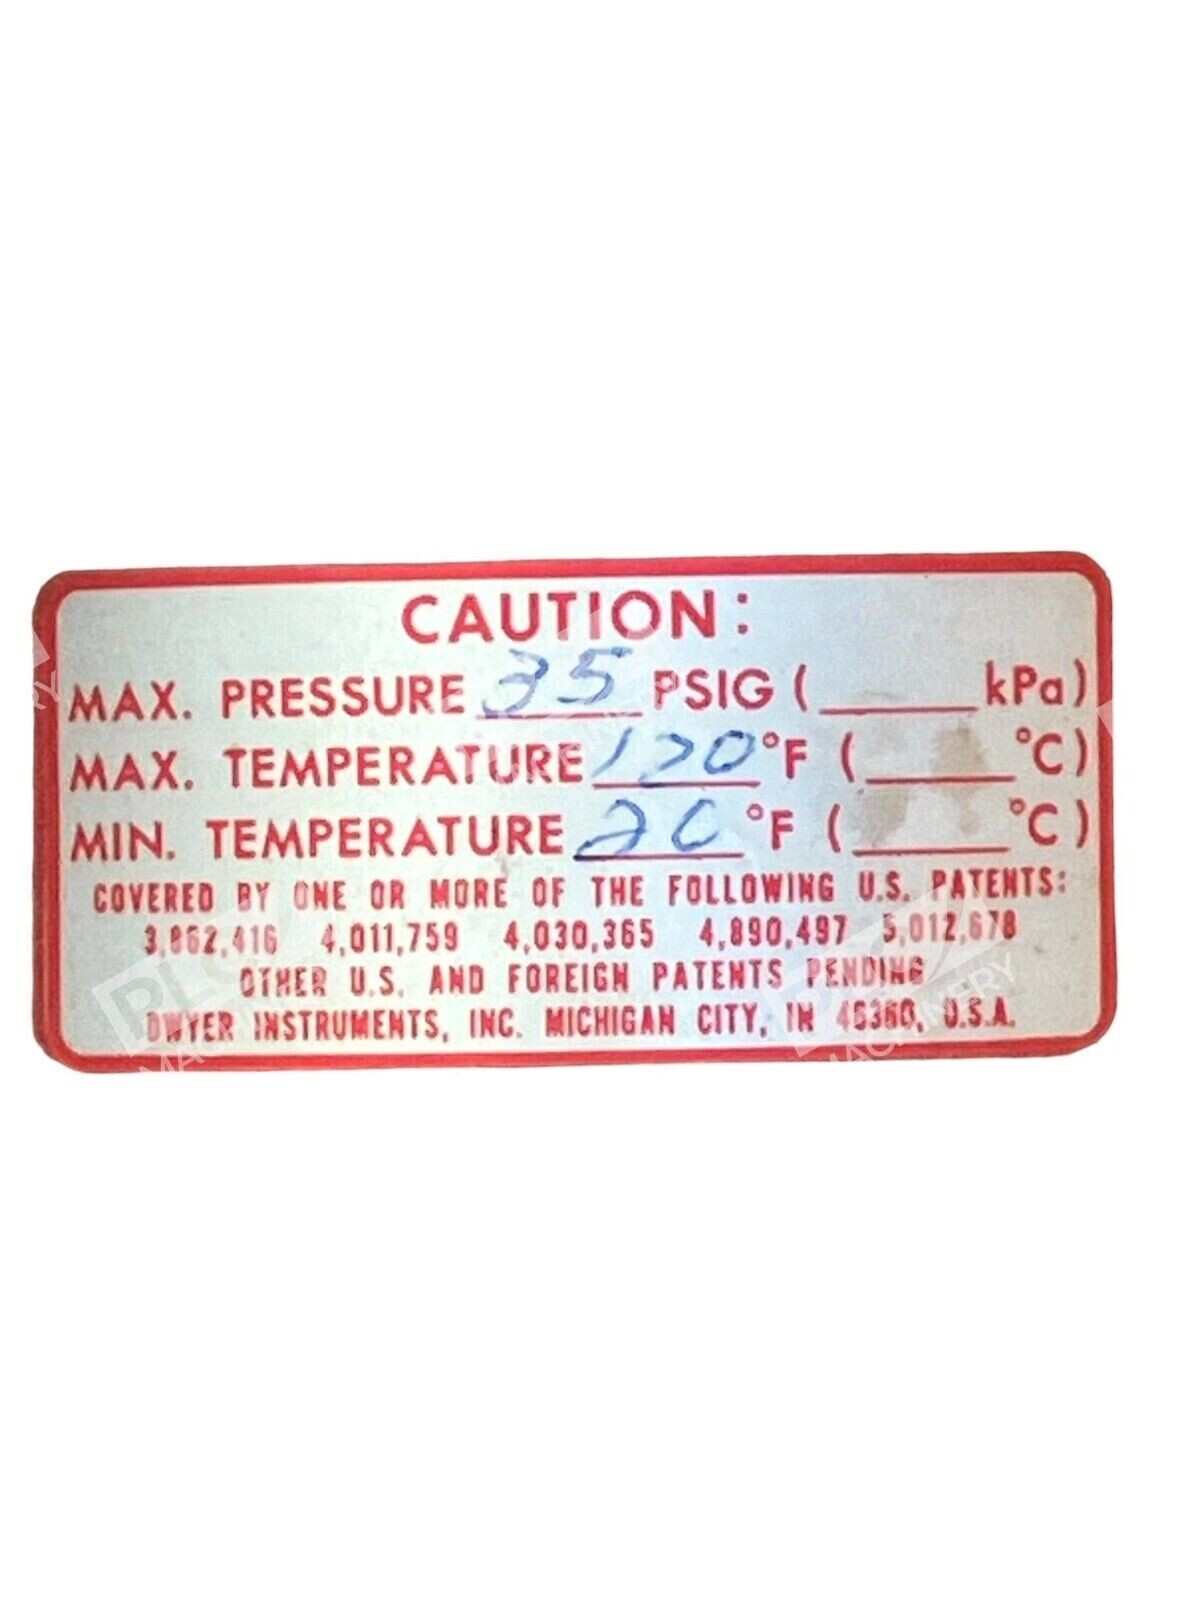 CAUTION:
MAX. PRESSURE 35 PSIG ( kPa)
MAX. TEMPERATURE 120 °F ( °C)
MIN. TEMPERATURE 20 °F ( °C)
COVERED BY ONE OR MORE OF THE FOLLOWING U.S. PATENTS:
3,862,416 4,011,759 4,030,365 4,890,497 5,012,678
OTHER U.S. AND FOREIGN PATENTS PENDING
DWYER INSTRUMENTS, INC. MICHIGAN CITY, IN 46360, U.S.A.